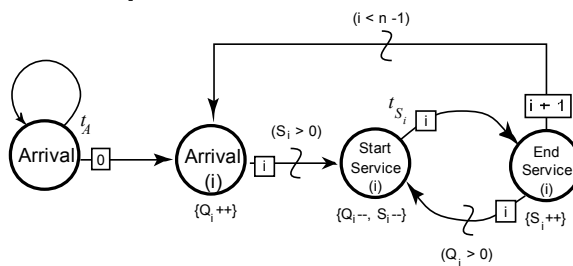 (i < n -1)
t_A
Arrival
0
Arrival
(i)
{Q_i ++}
(S_i > 0)
i
t_{S_i}
i
Start
Service
(i)
{Q_i --, S_i --}
i + 1
End
Service
(i)
{S_i ++}
i
(Q_i > 0)